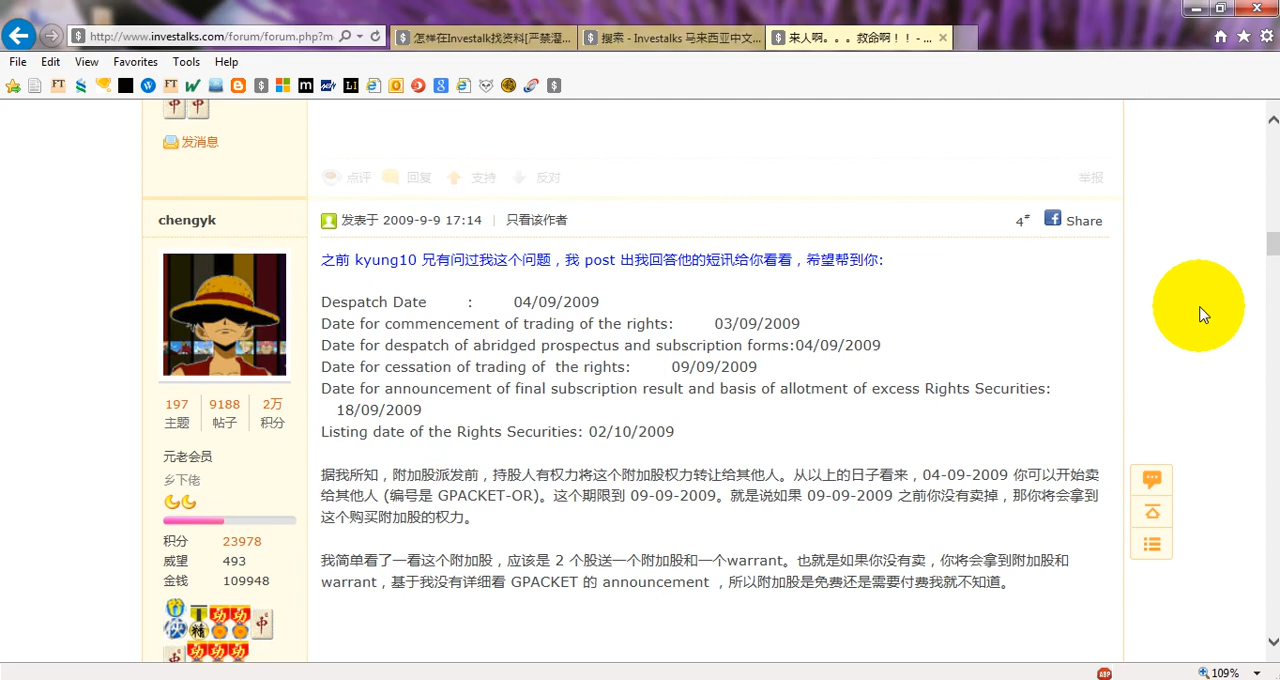 http://www.investalks.com/forum/forum.php?m
怎样在Investalk找资料[严禁灌...
搜索 - Investalks 马来西亚中文...
来人啊。。。救命啊！！ - ...
File Edit View Favorites Tools Help
发消息
点评 回复 支持 反对 举报
chengyk
发表于 2009-9-9 17:14 | 只看该作者
4# Share
之前 kyung10 兄有问过我这个问题，我 post 出我回答他的短讯给你看看，希望帮到你:
Despatch Date : 04/09/2009
Date for commencement of trading of the rights: 03/09/2009
Date for despatch of abridged prospectus and subscription forms:04/09/2009
Date for cessation of trading of the rights: 09/09/2009
Date for announcement of final subscription result and basis of allotment of excess Rights Securities:
18/09/2009
Listing date of the Rights Securities: 02/10/2009
据我所知，附加股派发前，持股人有权力将这个附加股权力转让给其他人。从以上的日子看来，04-09-2009 你可以开始卖
给其他人 (编号是 GPACKET-OR)。这个期限到 09-09-2009。就是说如果 09-09-2009 之前你没有卖掉，那你将会拿到
这个购买附加股的权力。
我简单看了一看这个附加股，应该是 2 个股送一个附加股和一个warrant。也就是如果你没有卖，你将会拿到附加股和
warrant，基于我没有详细看 GPACKET 的 announcement ，所以附加股是免费还是需要付费我就不知道。
197 9188 2万
主题 帖子 积分
元老会员
乡下佬
积分 23978
威望 493
金钱 109948
109%